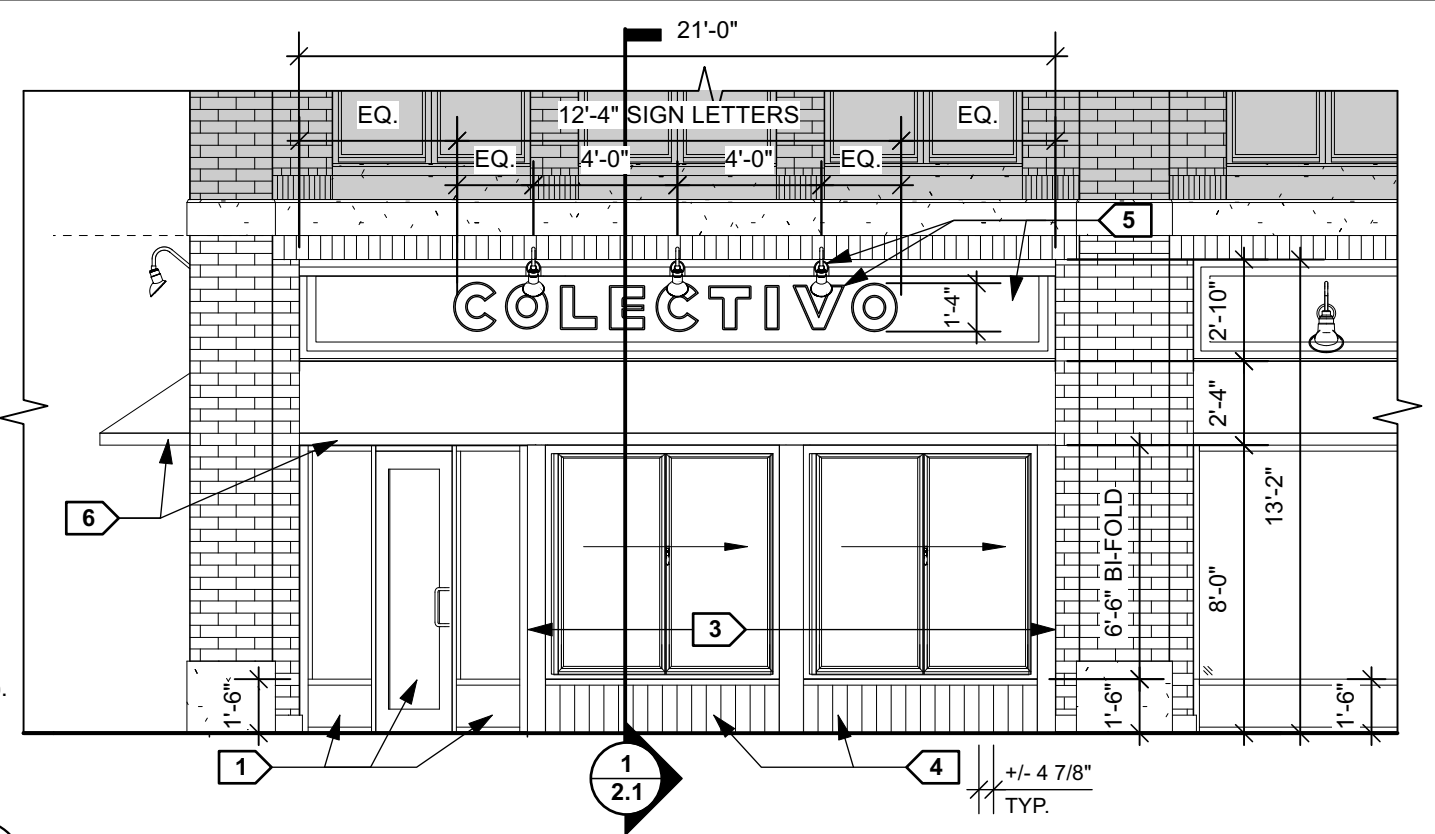 21'-0"
EQ.
12'-4" SIGN LETTERS
EQ.
EQ.
4'-0"
4'-0"
EQ.
5
COLECTIVO
1'-4"
2'-10"
2'-4"
13'-2"
6
6'-6" BI-FOLD
8'-0"
3
1'-6"
1'-6"
1'-6"
1
1
2.1
4
+/- 4 7/8"
TYP.